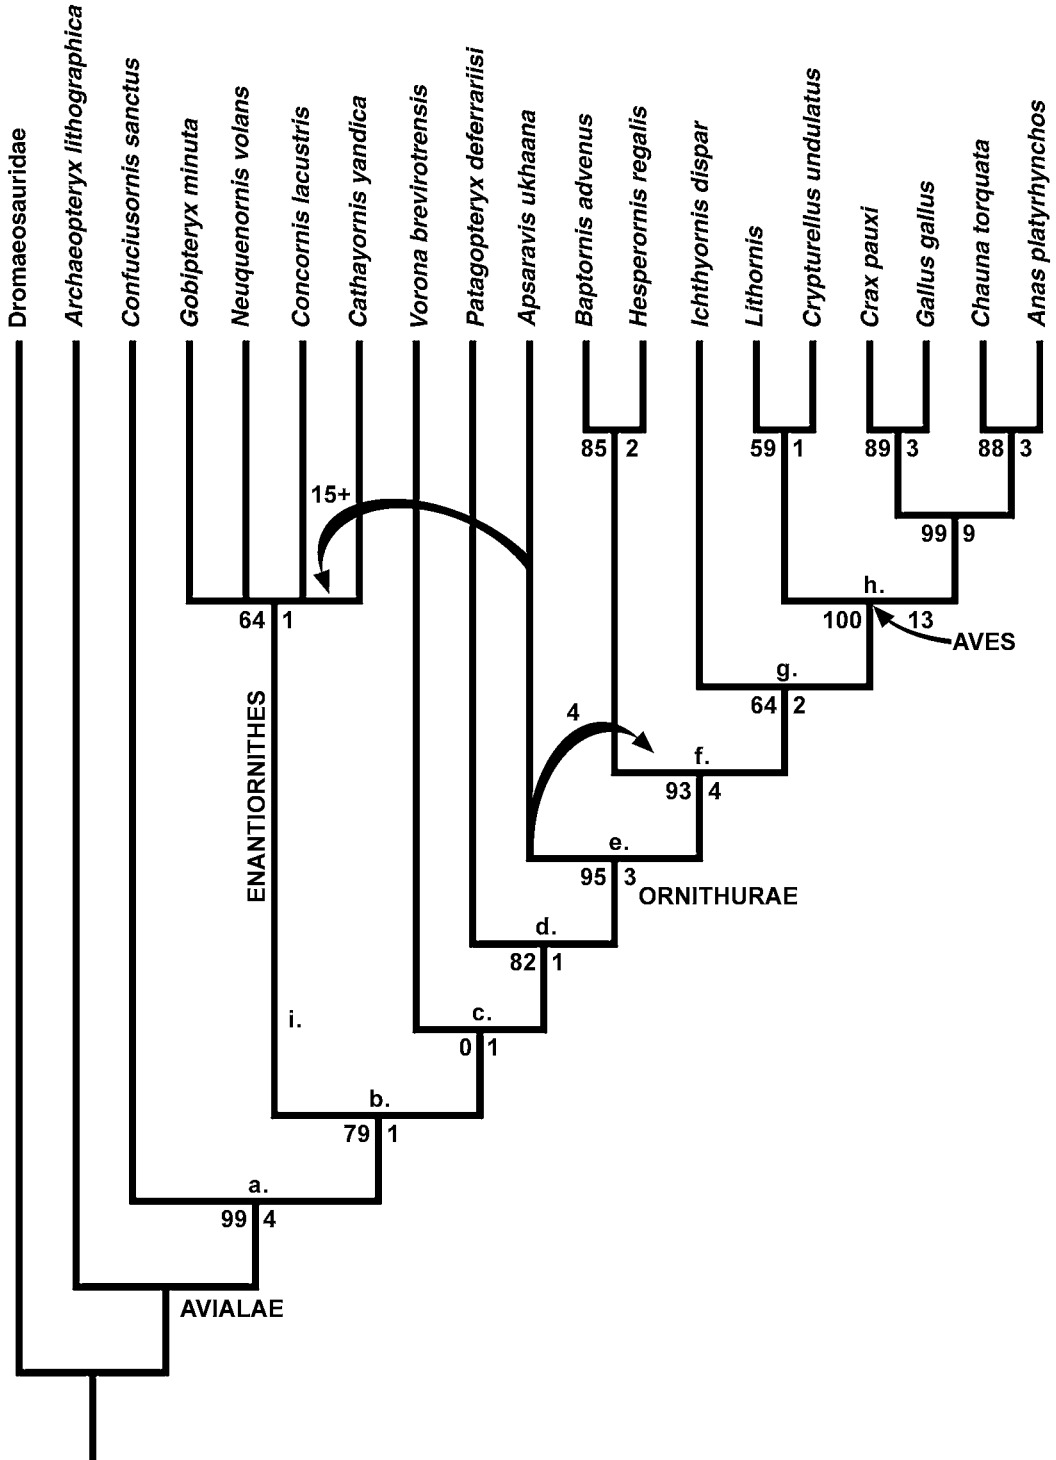 Dromaeosauridae
Archaeopteryx lithographica
Confuciusornis sanctus
Gobipteryx minuta
Neuquenornis volans
Concornis lacustris
Cathayornis yandica
Vorona brevirotrensis
Patagopteryx deferrariisi
Apsaravis ukhaana
Baptornis advenus
Hesperornis regalis
Ichthyornis dispar
Lithornis
Crypturellus undulatus
Crax pauxi
Gallus gallus
Chauna torquata
Anas platyrhynchos
85 2
59 1
89 3
88 3
15+
99 9
h.
64 1
100 13
AVES
g.
64 2
ENANTIORNITHES
4
f.
93 4
e.
95 3
ORNITHURAE
d.
82 1
c.
i.
0 1
b.
79 1
a.
99 4
AVIALAE